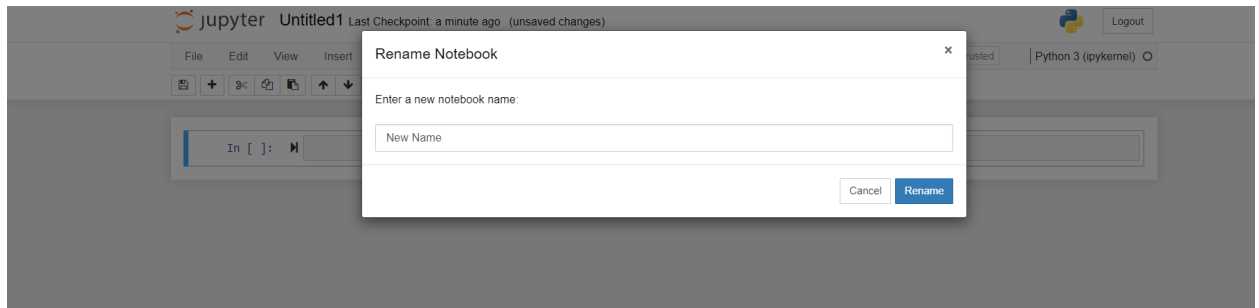 jupyter Untitled1 Last Checkpoint: a minute ago (unsaved changes) Logout
File Edit View Insert Python 3 (ipykernel)
Rename Notebook ×
Enter a new notebook name:
New Name
In [ ]:
Cancel Rename